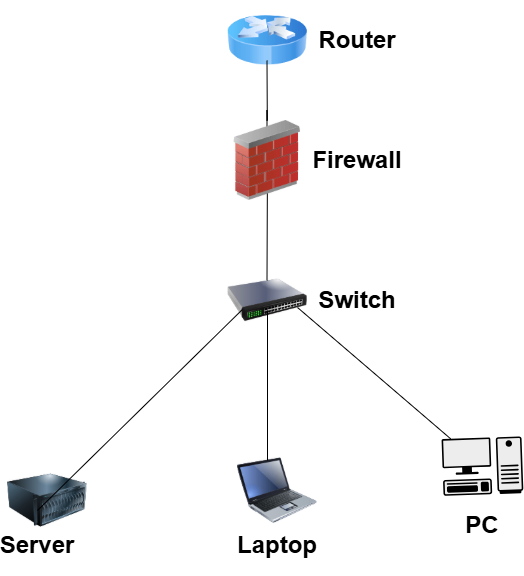 Router
Firewall
Switch
Server
Laptop
PC